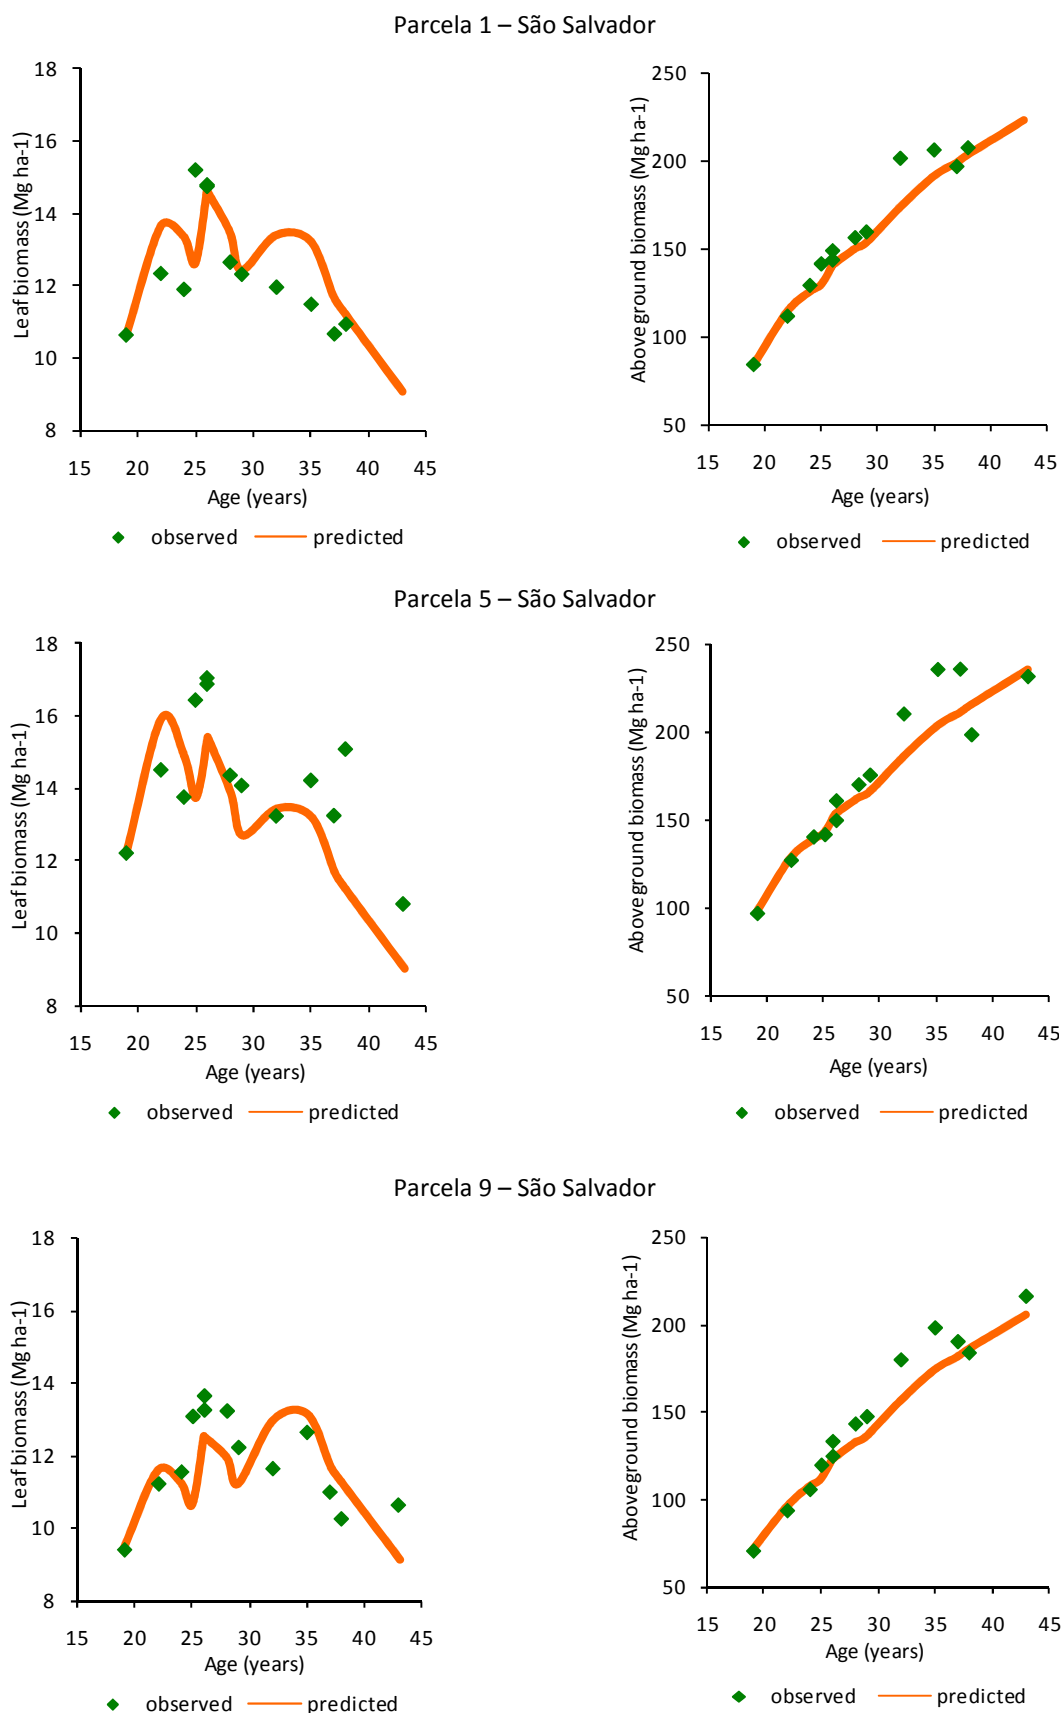 Parcela 1 – São Salvador
Leaf biomass (Mg ha-1)
18
16
14
12
10
8
15 20 25 30 35 40 45
Age (years)
observed predicted
Aboveground biomass (Mg ha-1)
250
200
150
100
50
15 20 25 30 35 40 45
Age (years)
observed predicted
Parcela 5 – São Salvador
Leaf biomass (Mg ha-1)
18
16
14
12
10
8
15 20 25 30 35 40 45
Age (years)
observed predicted
Aboveground biomass (Mg ha-1)
250
200
150
100
50
15 20 25 30 35 40 45
Age (years)
observed predicted
Parcela 9 – São Salvador
Leaf biomass (Mg ha-1)
18
16
14
12
10
8
15 20 25 30 35 40 45
Age (years)
observed predicted
Aboveground biomass (Mg ha-1)
250
200
150
100
50
15 20 25 30 35 40 45
Age (years)
observed predicted